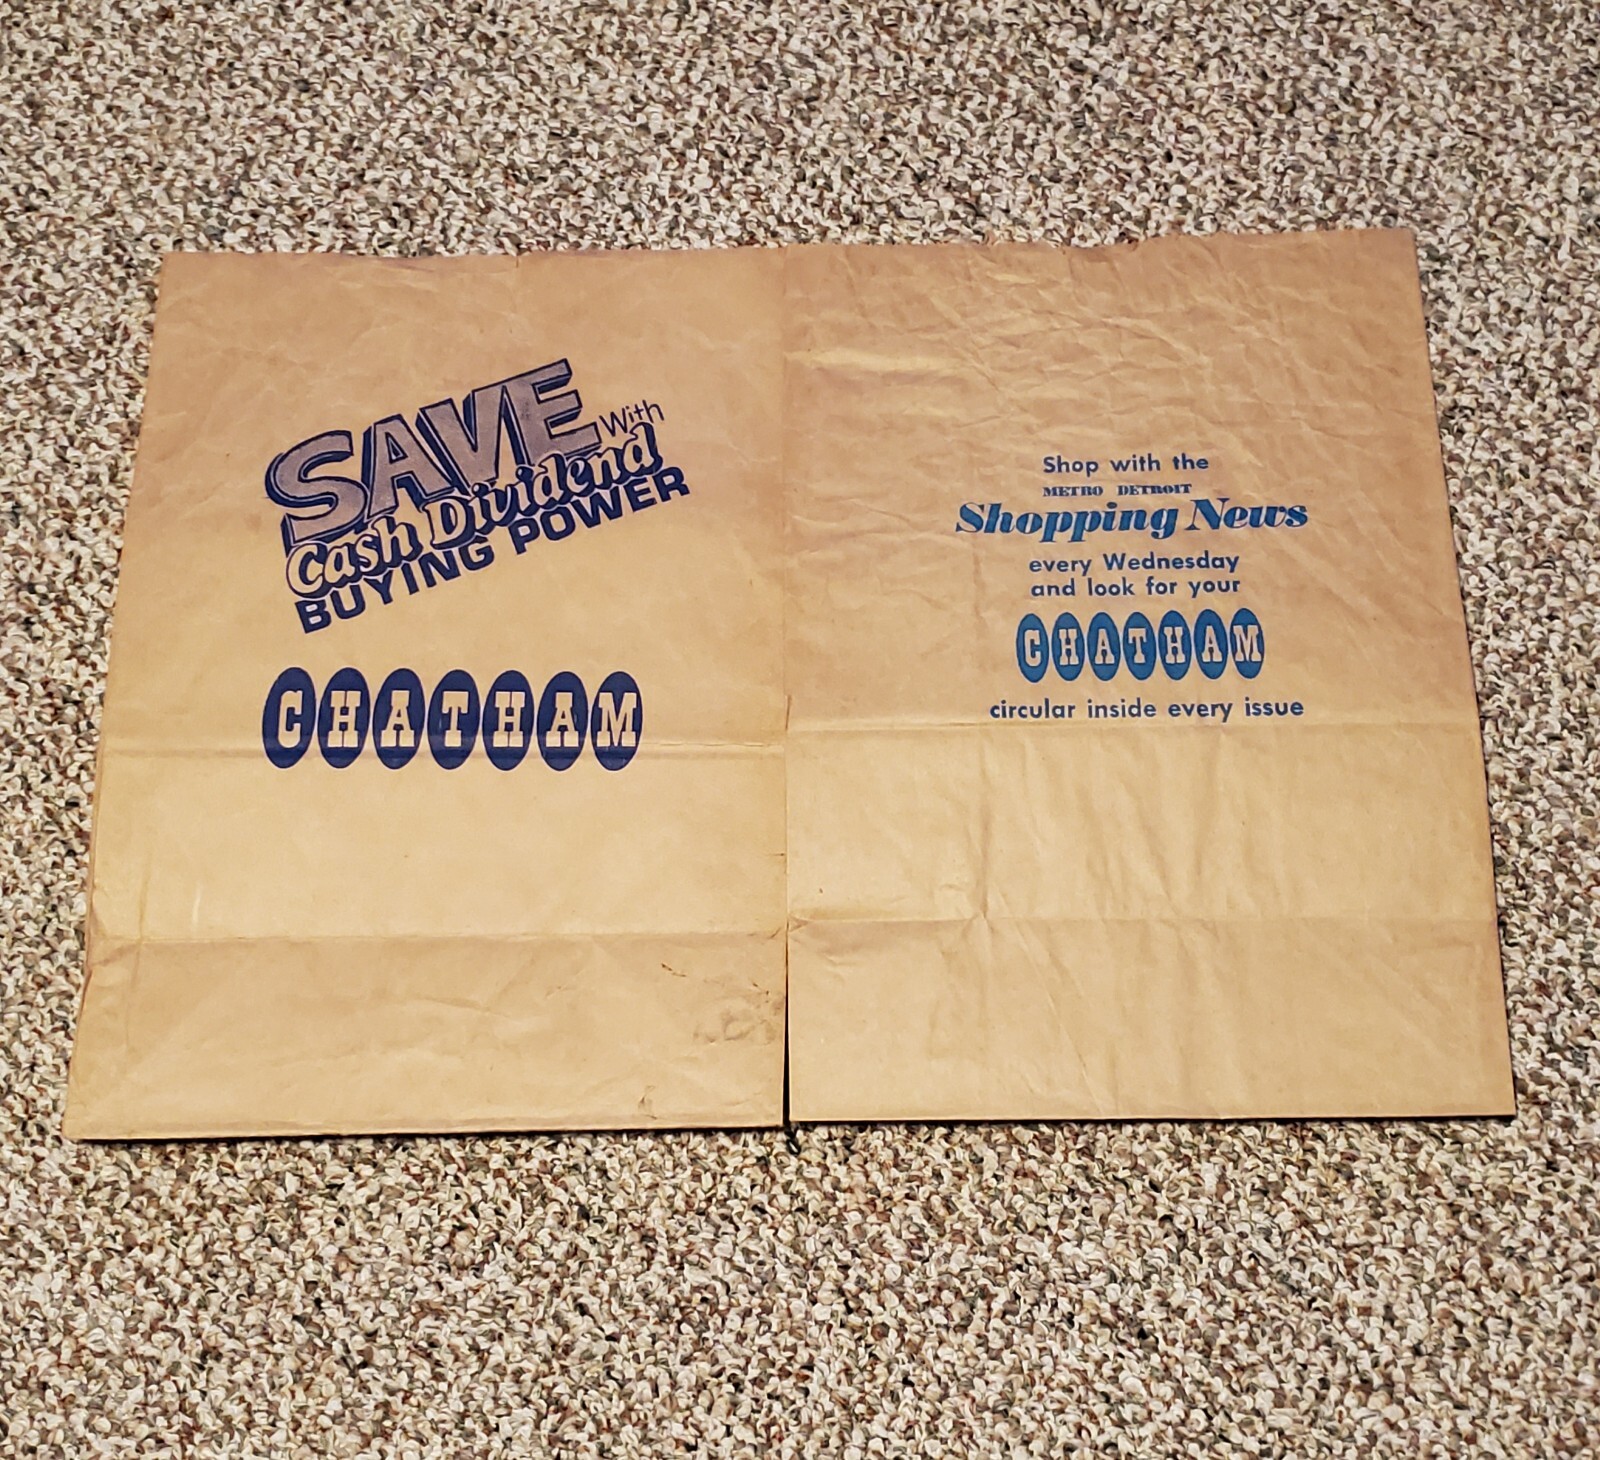 SAVE With
Cash Dividend
BUYING POWER
CHATHAM
Shop with the
METRO DETROIT
Shopping News
every Wednesday
and look for your
CHATHAM
circular inside every issue